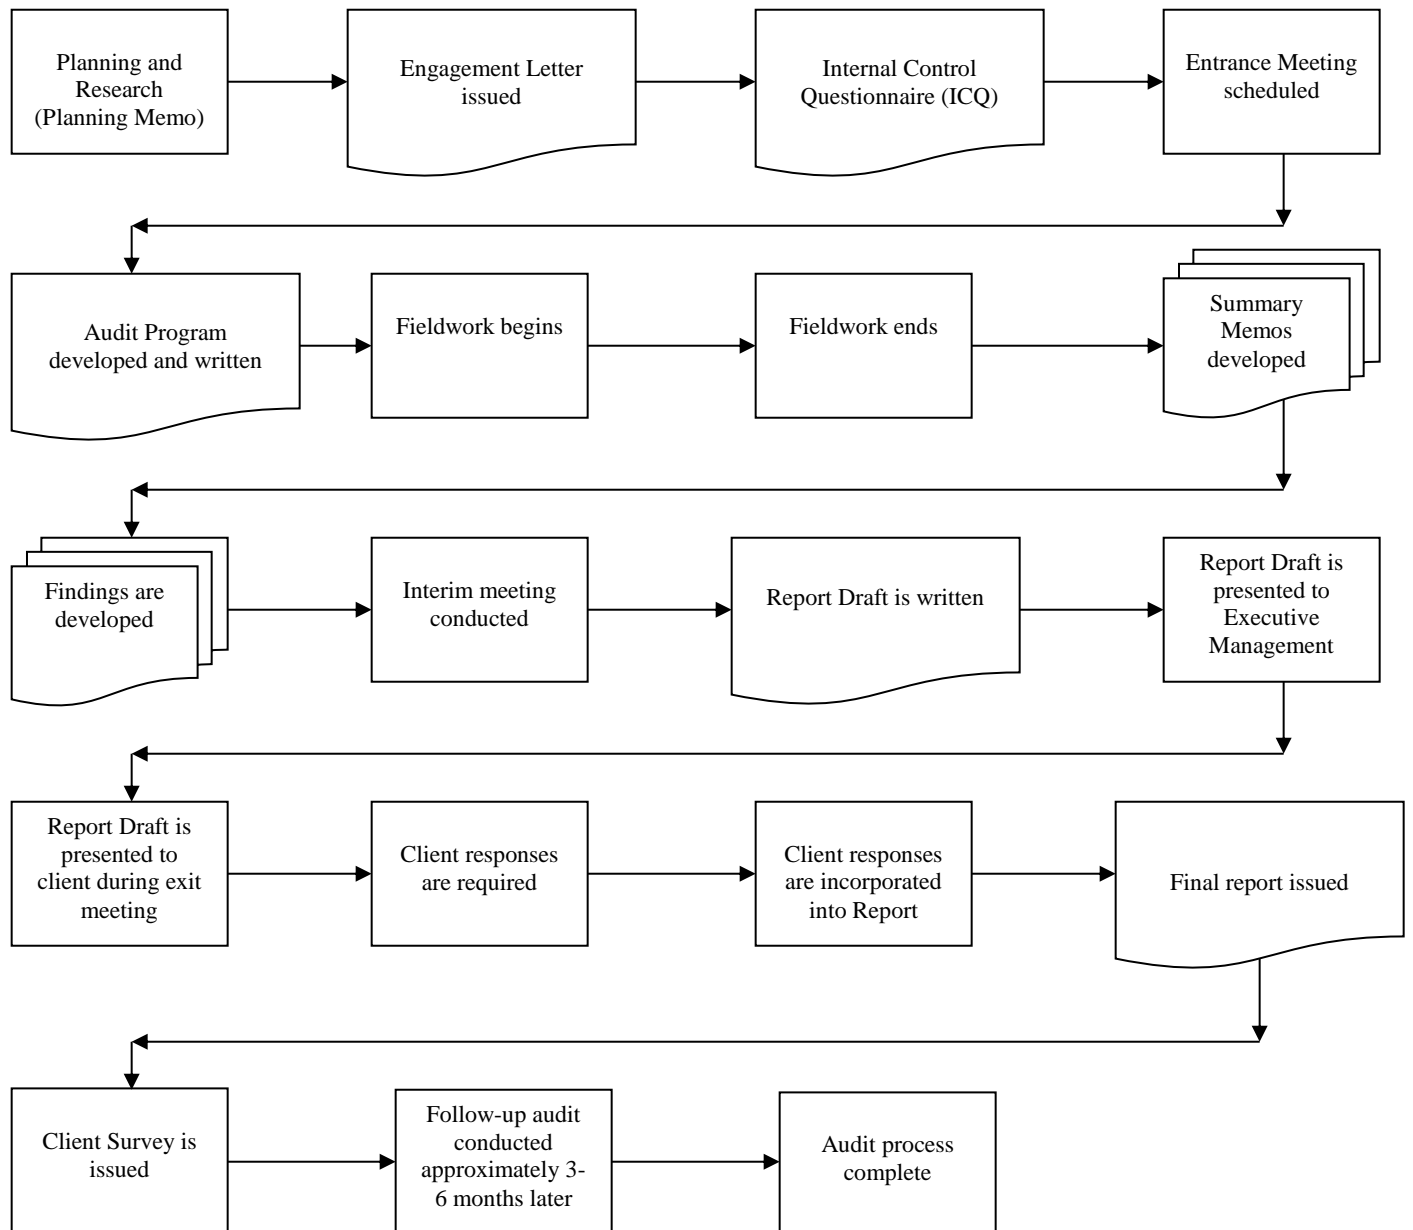 Planning and
Research
(Planning Memo)
Engagement Letter
issued
Internal Control
Questionnaire (ICQ)
Entrance Meeting
scheduled
Audit Program
developed and written
Fieldwork begins
Fieldwork ends
Summary
Memos
developed
Findings are
developed
Interim meeting
conducted
Report Draft is written
Report Draft is
presented to
Executive
Management
Report Draft is
presented to
client during exit
meeting
Client responses
are required
Client responses
are incorporated
into Report
Final report issued
Client Survey is
issued
Follow-up audit
conducted
approximately 3-
6 months later
Audit process
complete